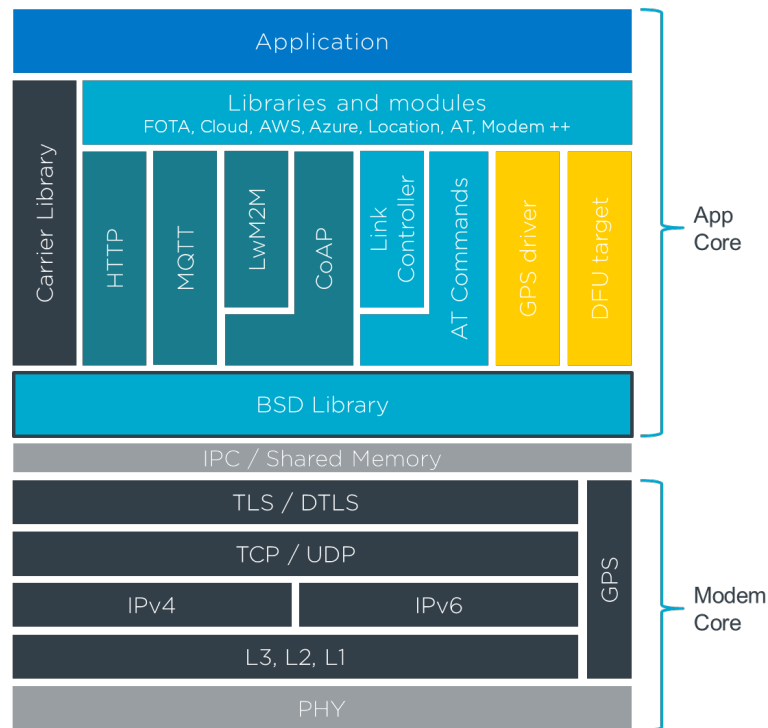 Application
Carrier Library
Libraries and modules
FOTA, Cloud, AWS, Azure, Location, AT, Modem ++
HTTP
MQTT
LwM2M
CoAP
Link
Controller
AT Commands
GPS driver
DFU target
App
Core
BSD Library
IPC / Shared Memory
TLS / DTLS
TCP / UDP
IPv4
IPv6
GPS
L3, L2, L1
PHY
Modem
Core